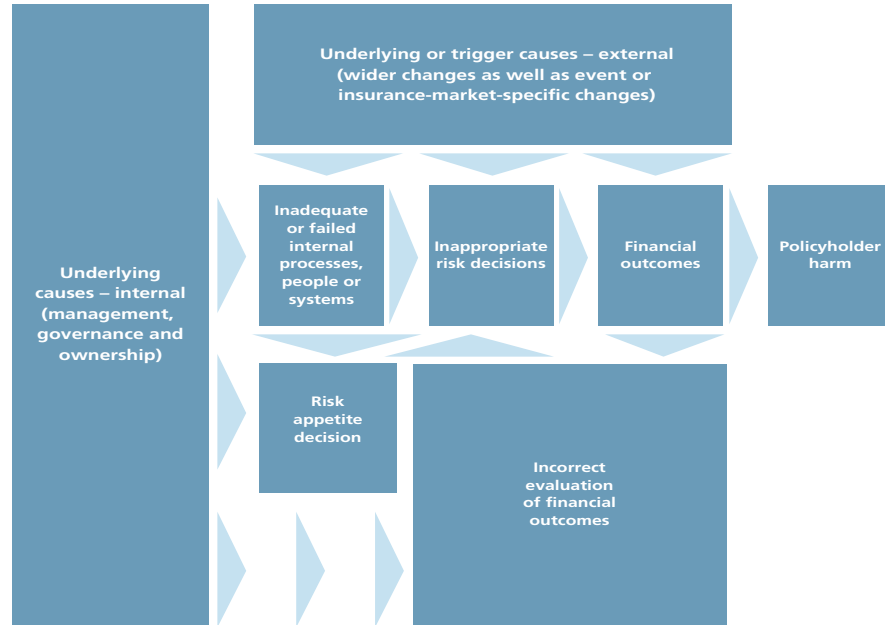 Underlying or trigger causes – external
(wider changes as well as event or
insurance-market-specific changes)
Underlying
causes – internal
(management,
governance and
ownership)
Inadequate
or failed
internal
processes,
people or
systems
Inappropriate
risk decisions
Financial
outcomes
Policyholder
harm
Risk
appetite
decision
Incorrect
evaluation
of financial
outcomes